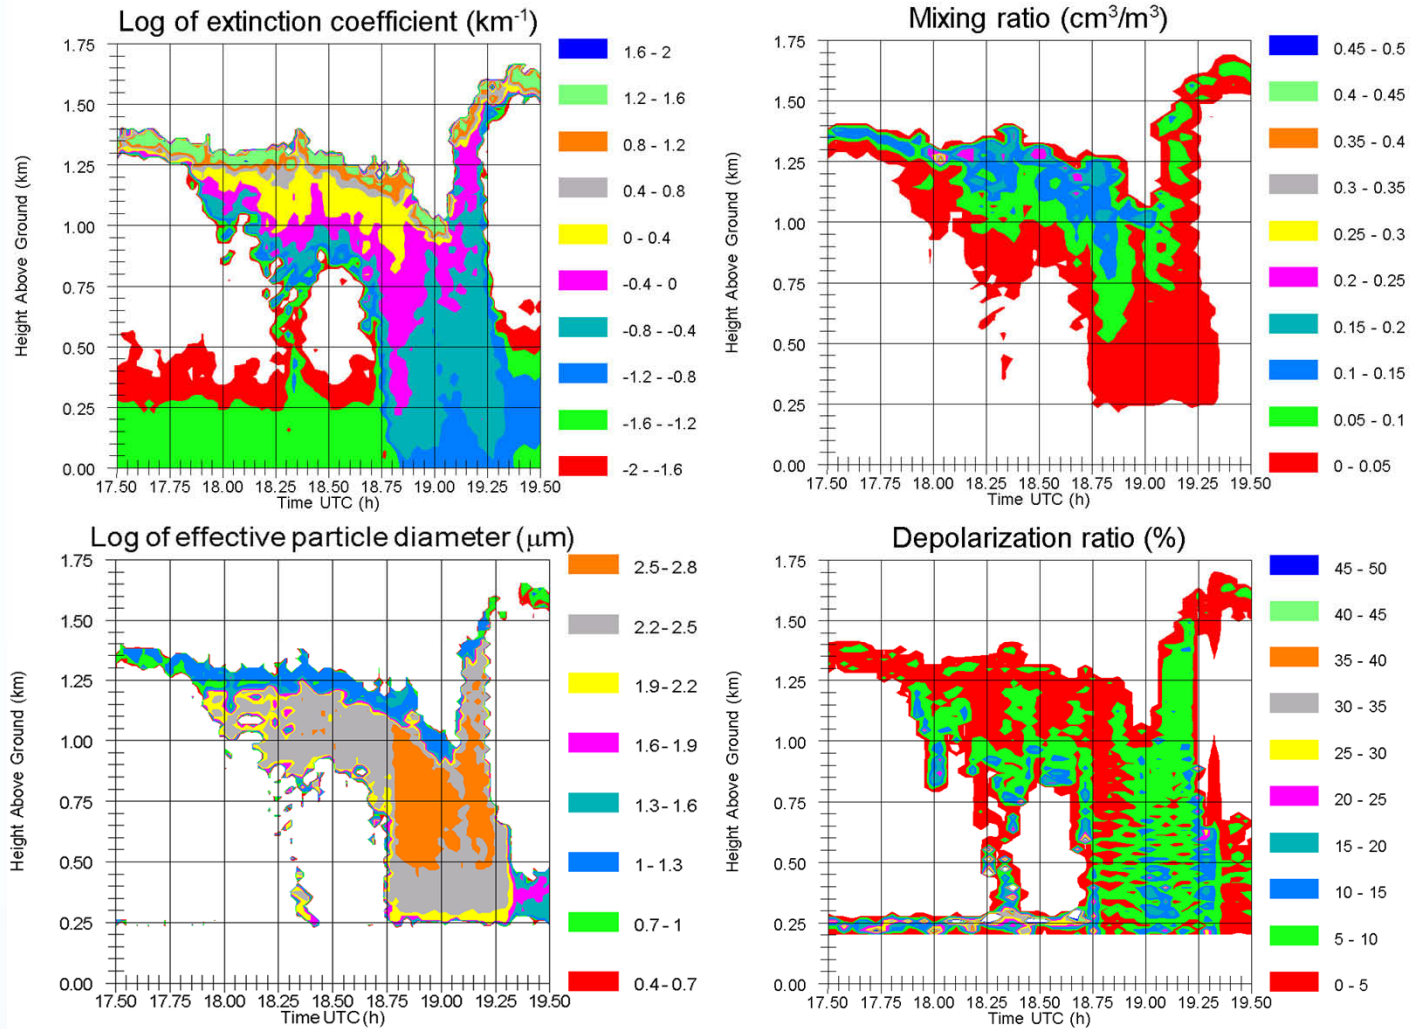 Log of extinction coefficient (km-1)
Height Above Ground (km)
1.75
1.50
1.25
1.00
0.75
0.50
0.25
0.00
17.50 17.75 18.00 18.25 18.50 18.75 19.00 19.25 19.50
Time UTC (h)
1.6 - 2
1.2 - 1.6
0.8 - 1.2
0.4 - 0.8
0 - 0.4
-0.4 - 0
-0.8 - -0.4
-1.2 - -0.8
-1.6 - -1.2
-2 - -1.6
Mixing ratio (cm3/m3)
Height Above Ground (km)
1.75
1.50
1.25
1.00
0.75
0.50
0.25
0.00
17.50 17.75 18.00 18.25 18.50 18.75 19.00 19.25 19.50
Time UTC (h)
0.45 - 0.5
0.4 - 0.45
0.35 - 0.4
0.3 - 0.35
0.25 - 0.3
0.2 - 0.25
0.15 - 0.2
0.1 - 0.15
0.05 - 0.1
0 - 0.05
Log of effective particle diameter (μm)
Height Above Ground (km)
1.75
1.50
1.25
1.00
0.75
0.50
0.25
0.00
17.50 17.75 18.00 18.25 18.50 18.75 19.00 19.25 19.50
Time UTC (h)
2.5 - 2.8
2.2 - 2.5
1.9 - 2.2
1.6 - 1.9
1.3 - 1.6
1 - 1.3
0.7 - 1
0.4 - 0.7
Depolarization ratio (%)
Height Above Ground (km)
1.75
1.50
1.25
1.00
0.75
0.50
0.25
0.00
17.50 17.75 18.00 18.25 18.50 18.75 19.00 19.25 19.50
Time UTC (h)
45 - 50
40 - 45
35 - 40
30 - 35
25 - 30
20 - 25
15 - 20
10 - 15
5 - 10
0 - 5